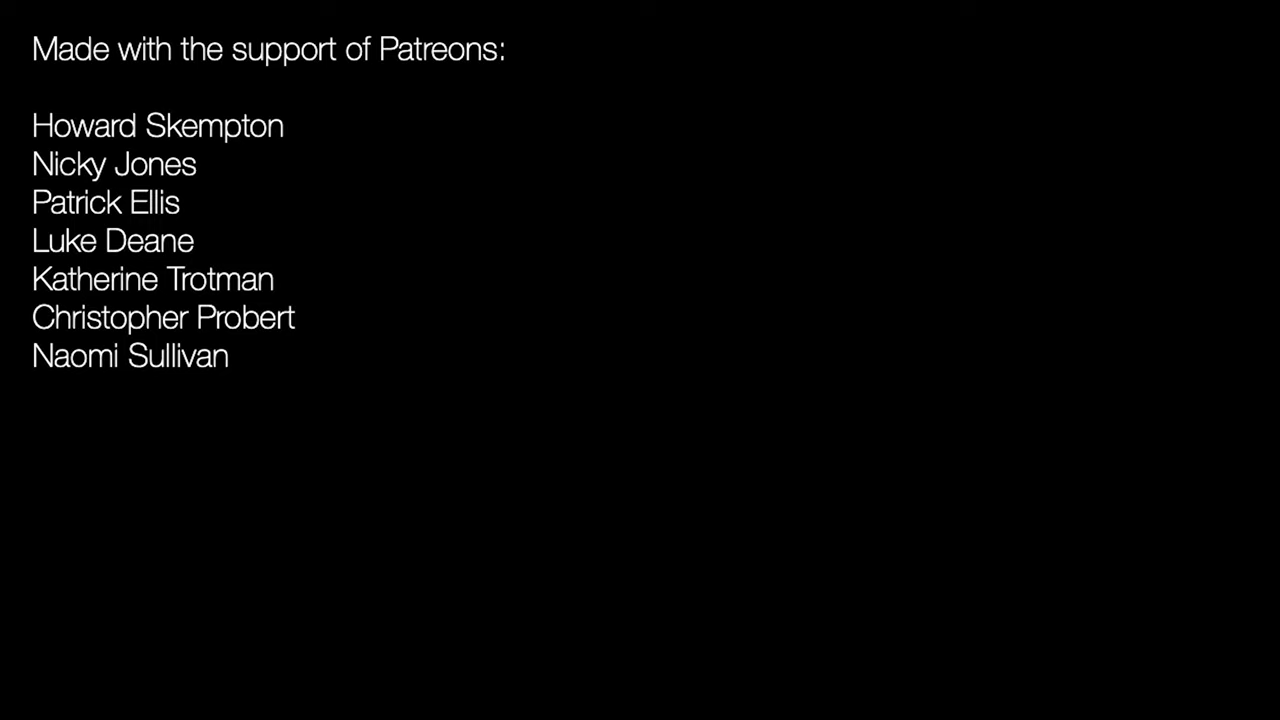 Made with the support of Patreons:
Howard Skempton
Nicky Jones
Patrick Ellis
Luke Deane
Katherine Trotman
Christopher Probert
Naomi Sullivan